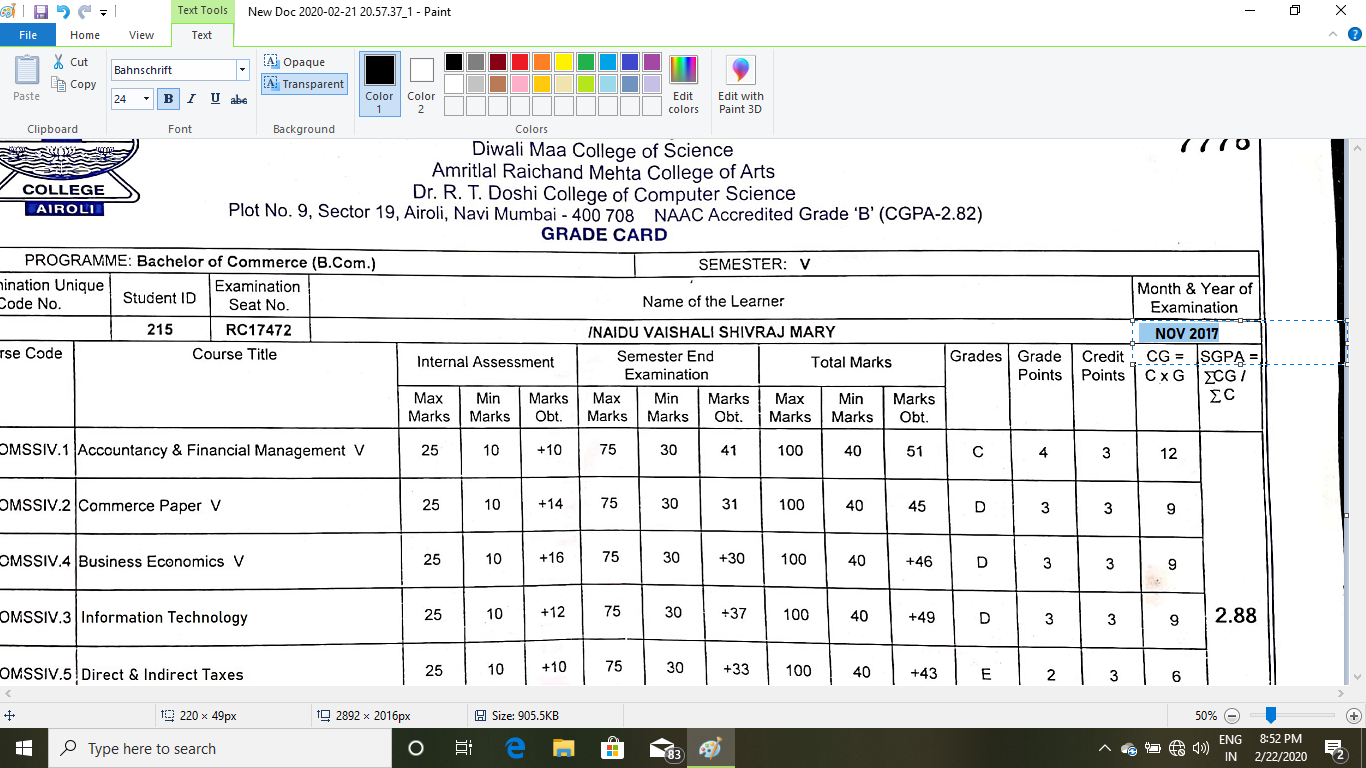 Text Tools
New Doc 2020-02-21 20.57.37_1 - Paint
File Home View Text
Paste
Cut
Copy
Clipboard
Bahnschrift
24 B I U abc
Font
Opaque
Transparent
Background
Color 1
Color 2
Edit colors
Edit with Paint 3D
Colors
COLLEGE
AIROLI
Diwali Maa College of Science
Amritlal Raichand Mehta College of Arts
Dr. R. T. Doshi College of Computer Science
Plot No. 9, Sector 19, Airoli, Navi Mumbai - 400 708 NAAC Accredited Grade ‘B’ (CGPA-2.82)
GRADE CARD
PROGRAMME: Bachelor of Commerce (B.Com.) SEMESTER: V
ination Unique Code No. Student ID Examination Seat No. Name of the Learner Month & Year of Examination
215 RC17472 /NAIDU VAISHALI SHIVRAJ MARY NOV 2017
rse Code Course Title Internal Assessment Semester End Examination Total Marks Grades Grade Points Credit Points CG = C x G SGPA = ∑CG / ∑C
Max Marks Min Marks Marks Obt. Max Marks Min Marks Marks Obt. Max Marks Min Marks Marks Obt.
OMSSIV.1 Accountancy & Financial Management V 25 10 +10 75 30 41 100 40 51 C 4 3 12
OMSSIV.2 Commerce Paper V 25 10 +14 75 30 31 100 40 45 D 3 3 9
OMSSIV.4 Business Economics V 25 10 +16 75 30 +30 100 40 +46 D 3 3 9
OMSSIV.3 Information Technology 25 10 +12 75 30 +37 100 40 +49 D 3 3 9 2.88
OMSSIV.5 Direct & Indirect Taxes 25 10 +10 75 30 +33 100 40 +43 E 2 3 6
220 × 49px 2892 × 2016px Size: 905.5KB 50%
Type here to search
83
ENG
IN
8:52 PM
2/22/2020
2